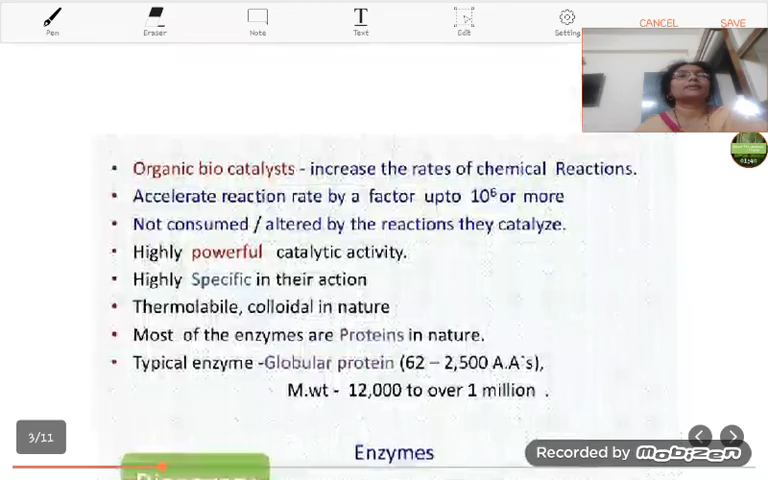 CANCEL SAVE
Pen Eraser Note Text Edit Setting
• Organic bio catalysts - increase the rates of chemical Reactions.
• Accelerate reaction rate by a factor upto 10⁶ or more
• Not consumed / altered by the reactions they catalyze.
• Highly powerful catalytic activity.
• Highly Specific in their action
• Thermolabile, colloidal in nature
• Most of the enzymes are Proteins in nature.
• Typical enzyme -Globular protein (62 – 2,500 A.A`s),
M.wt - 12,000 to over 1 million .
3/11
Enzymes
Recorded by mobizen